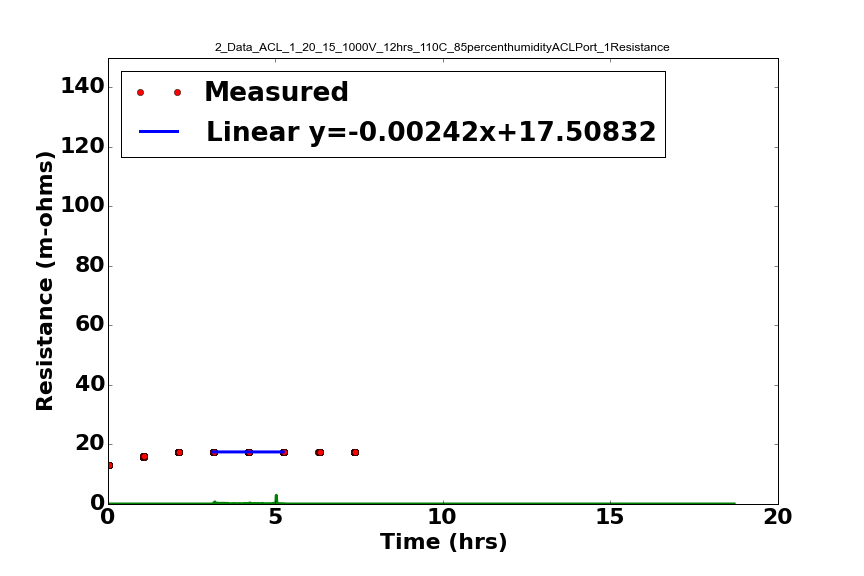 2_Data_ACL_1_20_15_1000V_12hrs_110C_85percenthumidityACLPort_1Resistance
Measured
Linear y=-0.00242x+17.50832
140
120
100
80
60
40
20
0
Resistance (m-ohms)
0 5 10 15 20
Time (hrs)